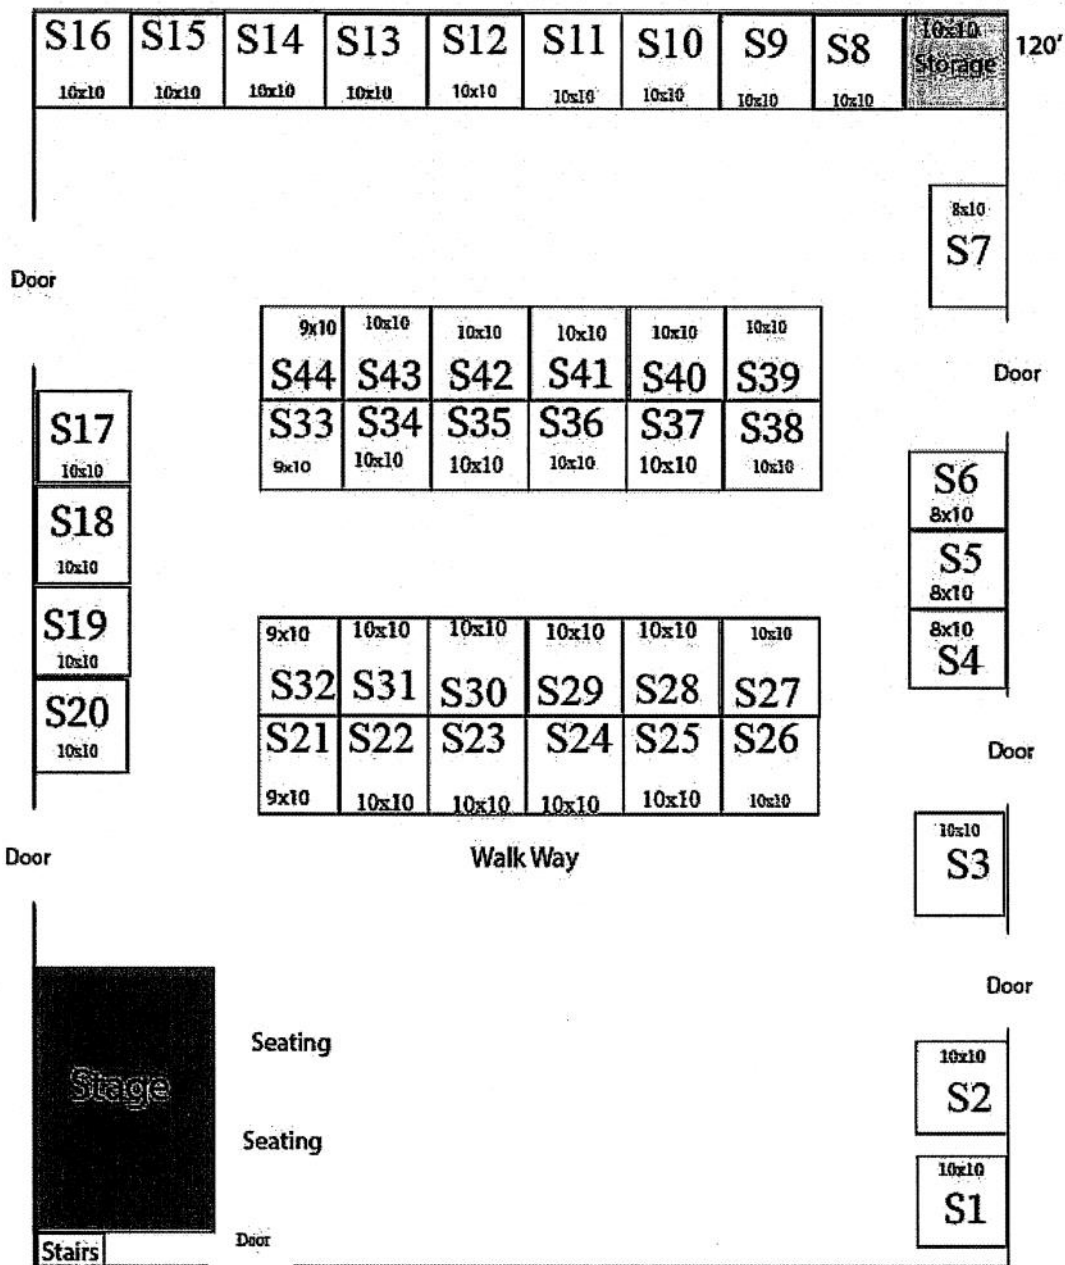 S16 S15 S14 S13 S12 S11 S10 S9 S8 10x10 Storage 120'
10x10 10x10 10x10 10x10 10x10 10x10 10x10 10x10 10x10
8x10
S7
Door
9x10 10x10 10x10 10x10 10x10 10x10
S44 S43 S42 S41 S40 S39
Door
S33 S34 S35 S36 S37 S38
9x10 10x10 10x10 10x10 10x10 10x10
S17
10x10
S18
10x10
S19
10x10
S20
10x10
S6
8x10
S5
8x10
8x10
S4
9x10 10x10 10x10 10x10 10x10 10x10
S32 S31 S30 S29 S28 S27
S21 S22 S23 S24 S25 S26
9x10 10x10 10x10 10x10 10x10 10x10
Door
Door
Walk Way
10x10
S3
Door
Stage
Seating
Seating
10x10
S2
10x10
S1
Stairs
Door